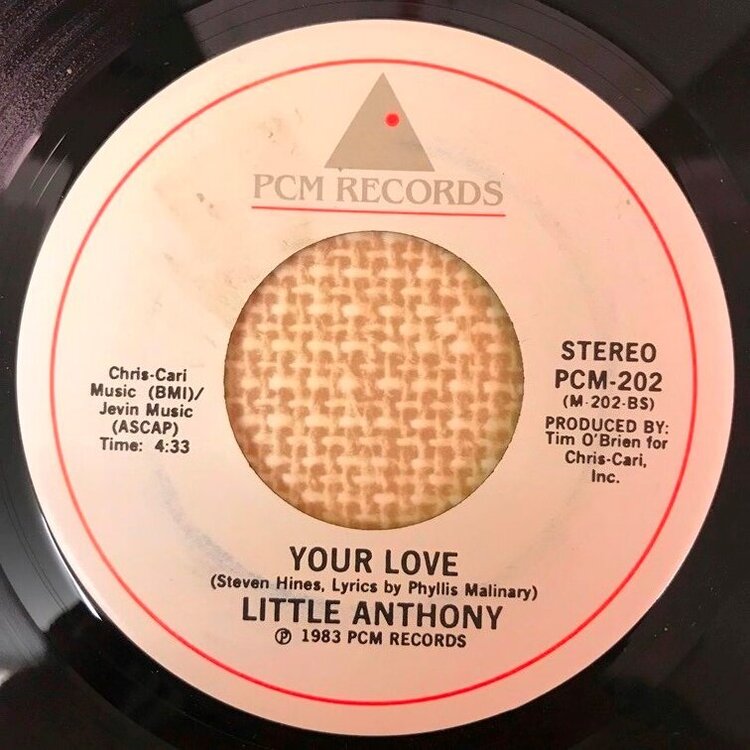 PCM RECORDS
Chris-Cari
Music (BMI)/
Jevin Music
(ASCAP)
Time: 4:33
STEREO
PCM-202
(M-202-BS)
PRODUCED BY:
Tim O'Brien for
Chris-Cari,
Inc.
YOUR LOVE
(Steven Hines, Lyrics by Phyllis Malinary)
LITTLE ANTHONY
℗ 1983 PCM RECORDS